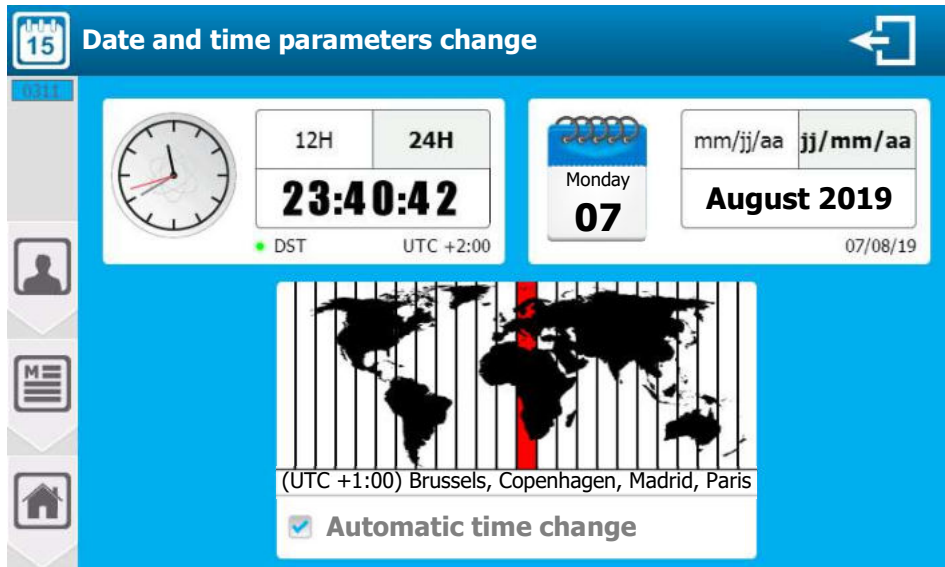 15
Date and time parameters change
0311
12H
24H
23:40:42
DST
UTC +2:00
Monday
07
mm/jj/aa
jj/mm/aa
August 2019
07/08/19
M
(UTC +1:00) Brussels, Copenhagen, Madrid, Paris
Automatic time change